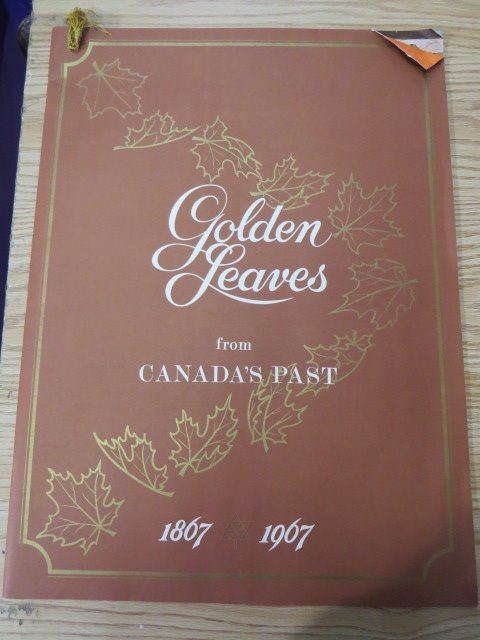 Golden
Leaves
from
CANADA'S PAST
1867 1967